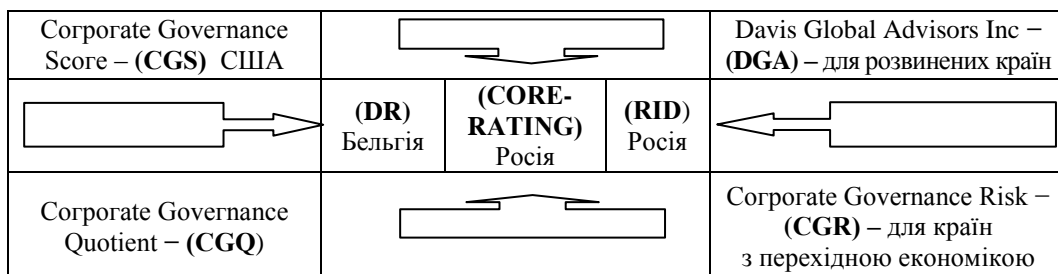 Corporate Governance
Score – (CGS) США
Davis Global Advisors Inc –
(DGA) – для розвинених країн
(DR)
Бельгія
(CORE-
RATING)
Росія
(RID)
Росія
Corporate Governance
Quotient – (CGQ)
Corporate Governance Risk –
(CGR) – для країн
з перехідною економікою